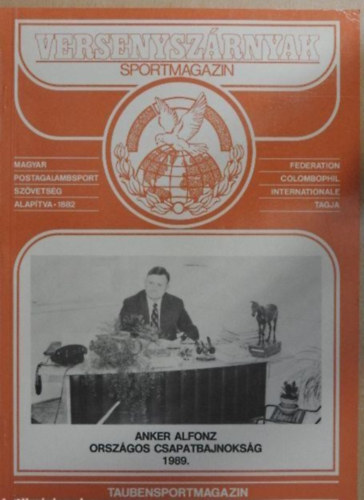 VERSENYSZÁRNYAK
SPORTMAGAZIN
MAGYAR
POSTAGALAMBSPORT
SZÖVETSÉG
ALAPÍTVA-1882
FEDERATION
COLOMBOPHIL
INTERNATIONALE
TAGJA
ANKER ALFONZ
ORSZÁGOS CSAPATBAJNOKSÁG
1989.
TAUBENSPORTMAGAZIN